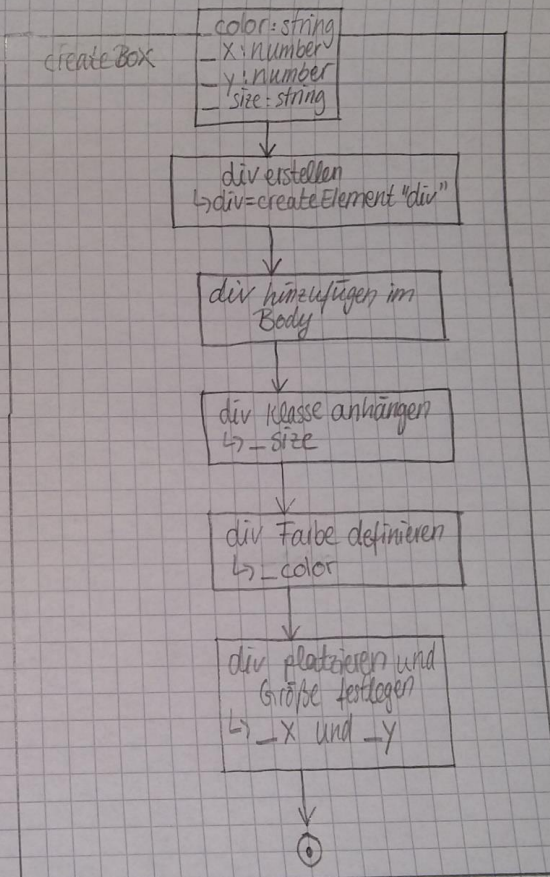 createBox
_color:string
_x:number
_y:number
_size:string
div erstellen
↳div=createElement "div"
div hinzufügen im
Body
div Klasse anhängen
↳_size
div Farbe definieren
↳_color
div platzieren und
Größe festlegen
↳_x und _y